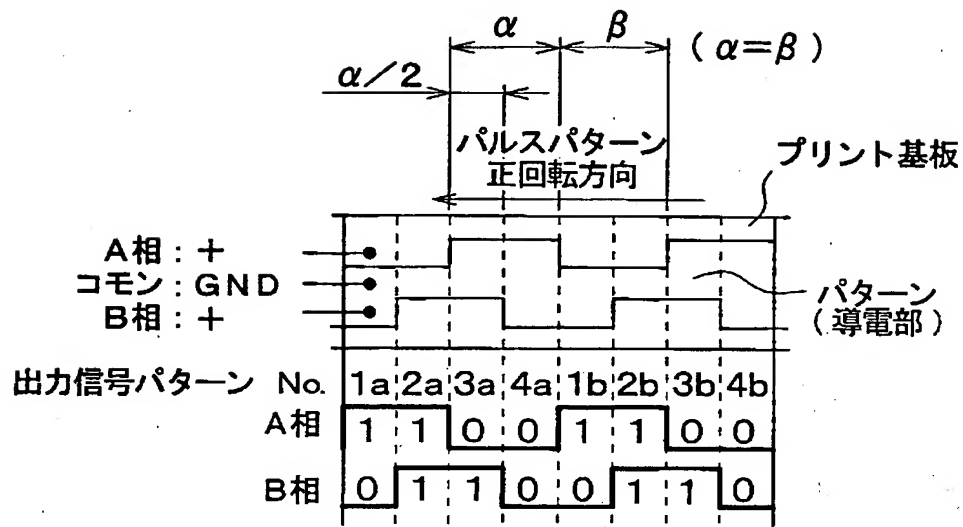 α β (α=β)
α/2
パルスパターン
正回転方向
プリント基板
A相:+
コモン:GND
B相:+
パターン
(導電部)
出力信号パターン No. 1a 2a 3a 4a 1b 2b 3b 4b
A相 1 1 0 0 1 1 0 0
B相 0 1 1 0 0 1 1 0